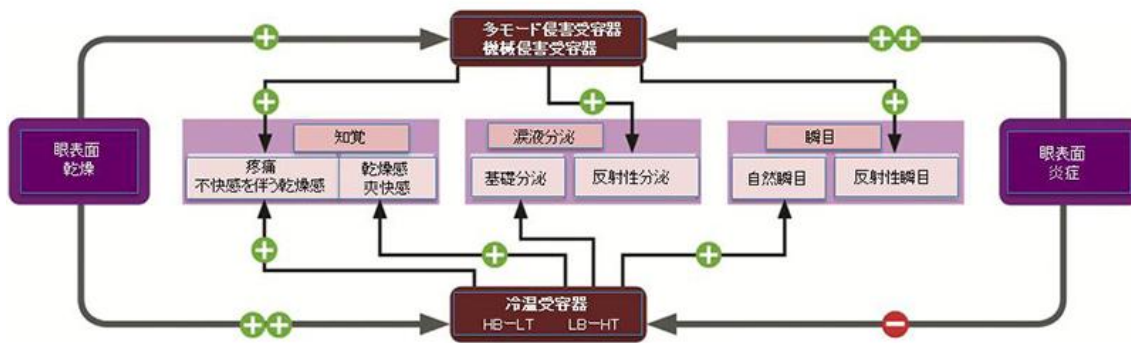 多モード侵害受容器
機械侵害受容器
眼表面
乾燥
知覚
疼痛
不快感を伴う乾燥感
乾燥感
爽快感
涙液分泌
基礎分泌
反射性分泌
瞬目
自然瞬目
反射性瞬目
眼表面
炎症
冷温受容器
HB−LT LB−HT